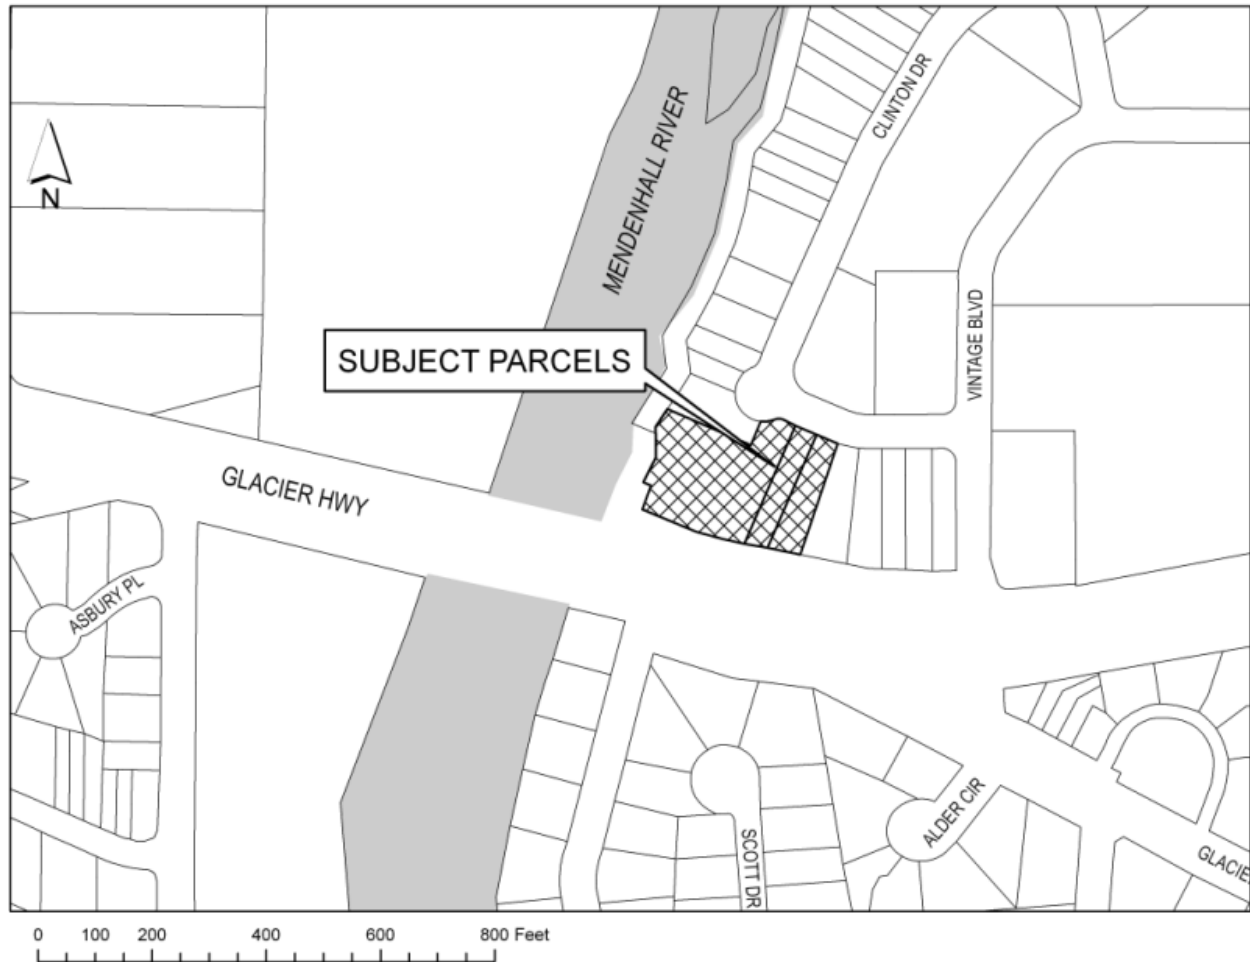 CLINTON DR
MENDENHALL RIVER
N
VINTAGE BLVD
SUBJECT PARCELS
GLACIER HWY
ASBURY PL
SCOTT DR
ALDER CIR
GLACIE
0 100 200 400 600 800 Feet